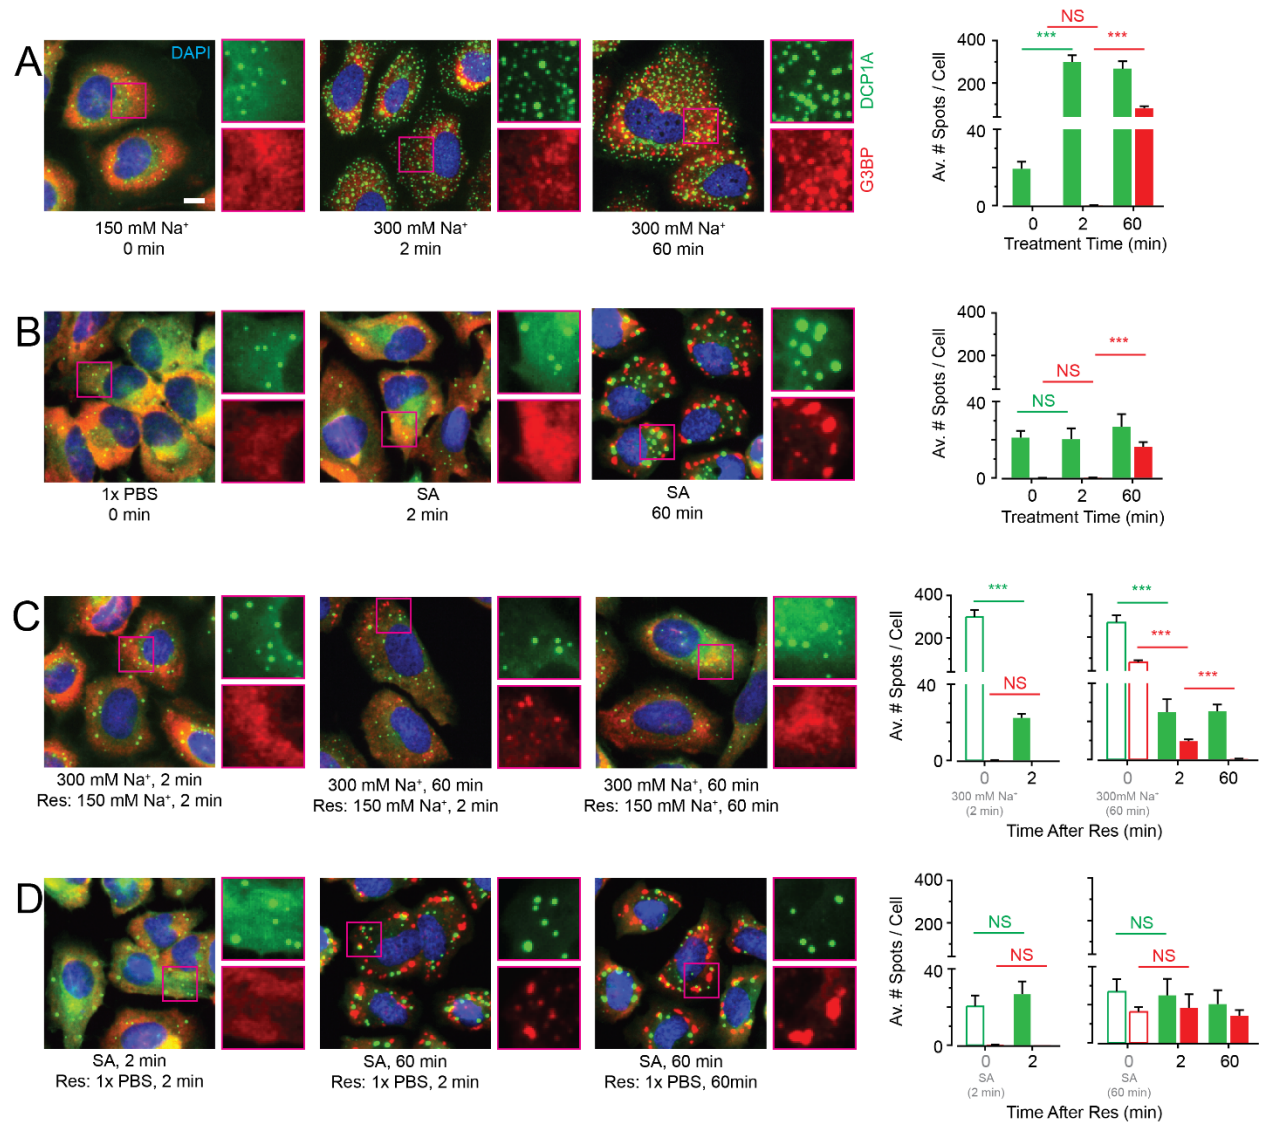 A
DAPI
DCP1A
G3BP
150 mM Na⁺
0 min
300 mM Na⁺
2 min
300 mM Na⁺
60 min
NS
***
***
400
200
40
0
Av. # Spots / Cell
0 2 60
Treatment Time (min)
B
1x PBS
0 min
SA
2 min
SA
60 min
***
NS
NS
400
200
40
0
Av. # Spots / Cell
0 2 60
Treatment Time (min)
C
300 mM Na⁺, 2 min
Res: 150 mM Na⁺, 2 min
300 mM Na⁺, 60 min
Res: 150 mM Na⁺, 2 min
300 mM Na⁺, 60 min
Res: 150 mM Na⁺, 60 min
***
NS
400
200
40
0
Av. # Spots / Cell
0 2
300 mM Na⁺
(2 min)
***
***
***
0 2 60
300mM Na⁺
(60 min)
Time After Res (min)
D
SA, 2 min
Res: 1x PBS, 2 min
SA, 60 min
Res: 1x PBS, 2 min
SA, 60 min
Res: 1x PBS, 60min
NS
NS
400
200
40
0
Av. # Spots / Cell
0 2
SA
(2 min)
NS
NS
0 2 60
SA
(60 min)
Time After Res (min)